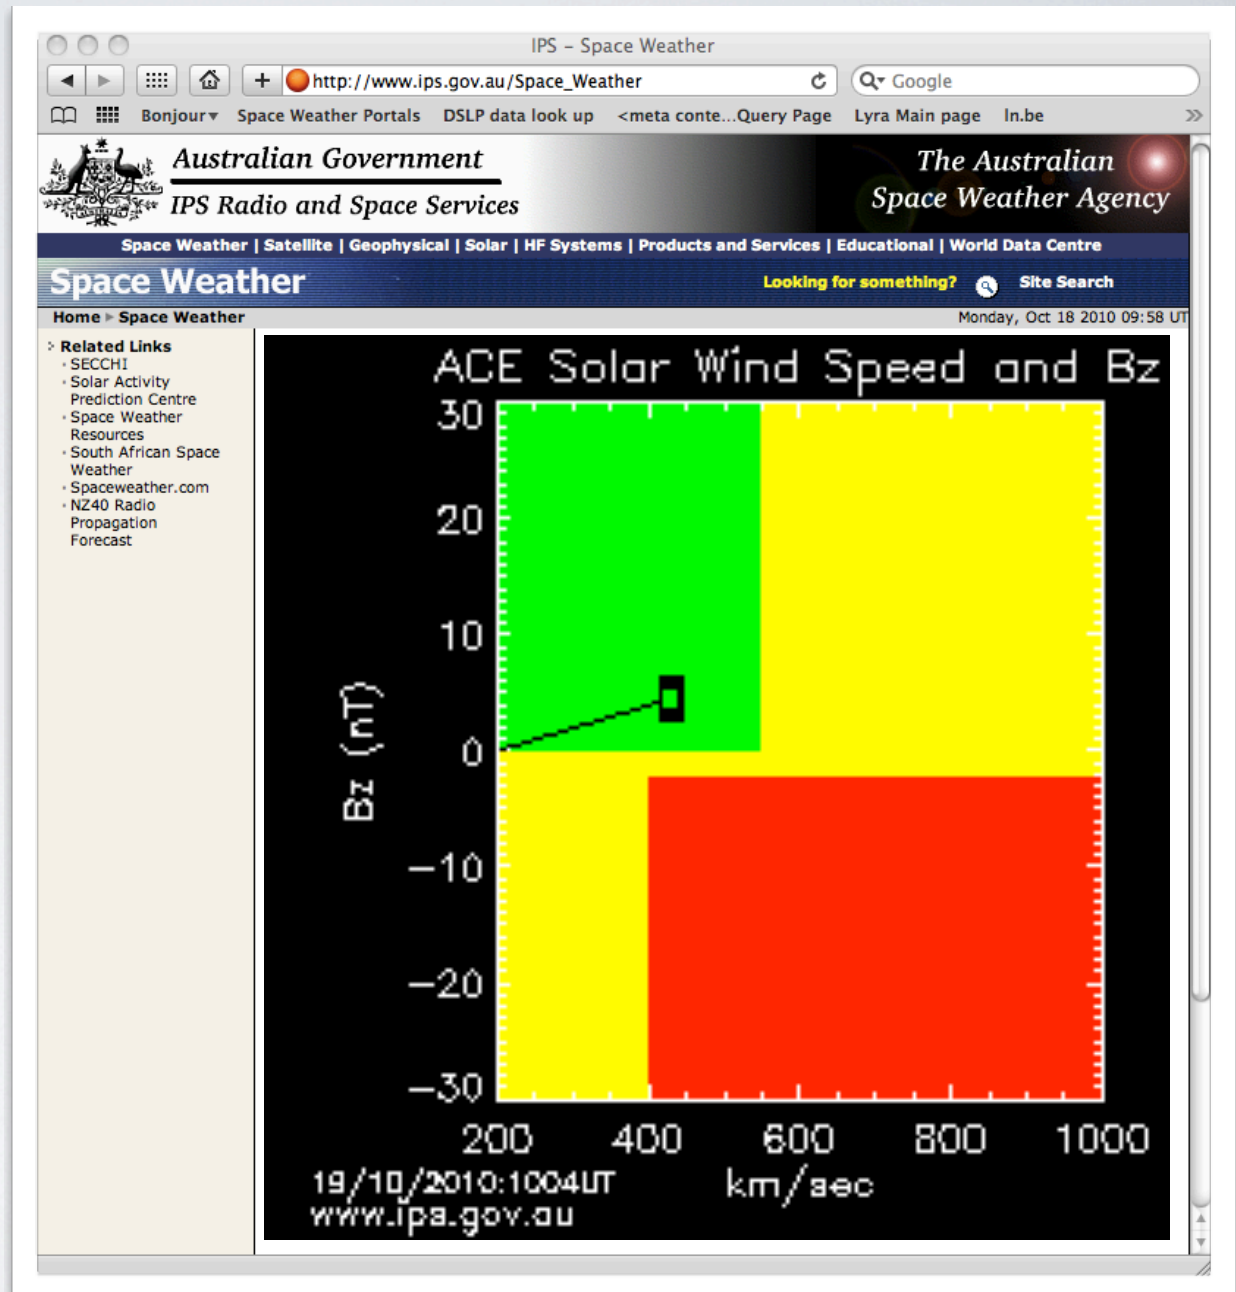 IPS – Space Weather
http://www.ips.gov.au/Space_Weather
Google
Bonjour Space Weather Portals DSLP data look up <meta conte...Query Page Lyra Main page In.be
Australian Government
IPS Radio and Space Services
The Australian
Space Weather Agency
Space Weather | Satellite | Geophysical | Solar | HF Systems | Products and Services | Educational | World Data Centre
Space Weather
Looking for something? Site Search
Home ▸ Space Weather
Monday, Oct 18 2010 09:58 UT
Related Links
SECCHI
Solar Activity
Prediction Centre
Space Weather
Resources
South African Space
Weather
Spaceweather.com
NZ40 Radio
Propagation
Forecast
ACE Solar Wind Speed and Bz
30
20
10
0
-10
-20
-30
Bz (nT)
200 400 600 800 1000
km/sec
19/10/2010:1004UT
www.ips.gov.au